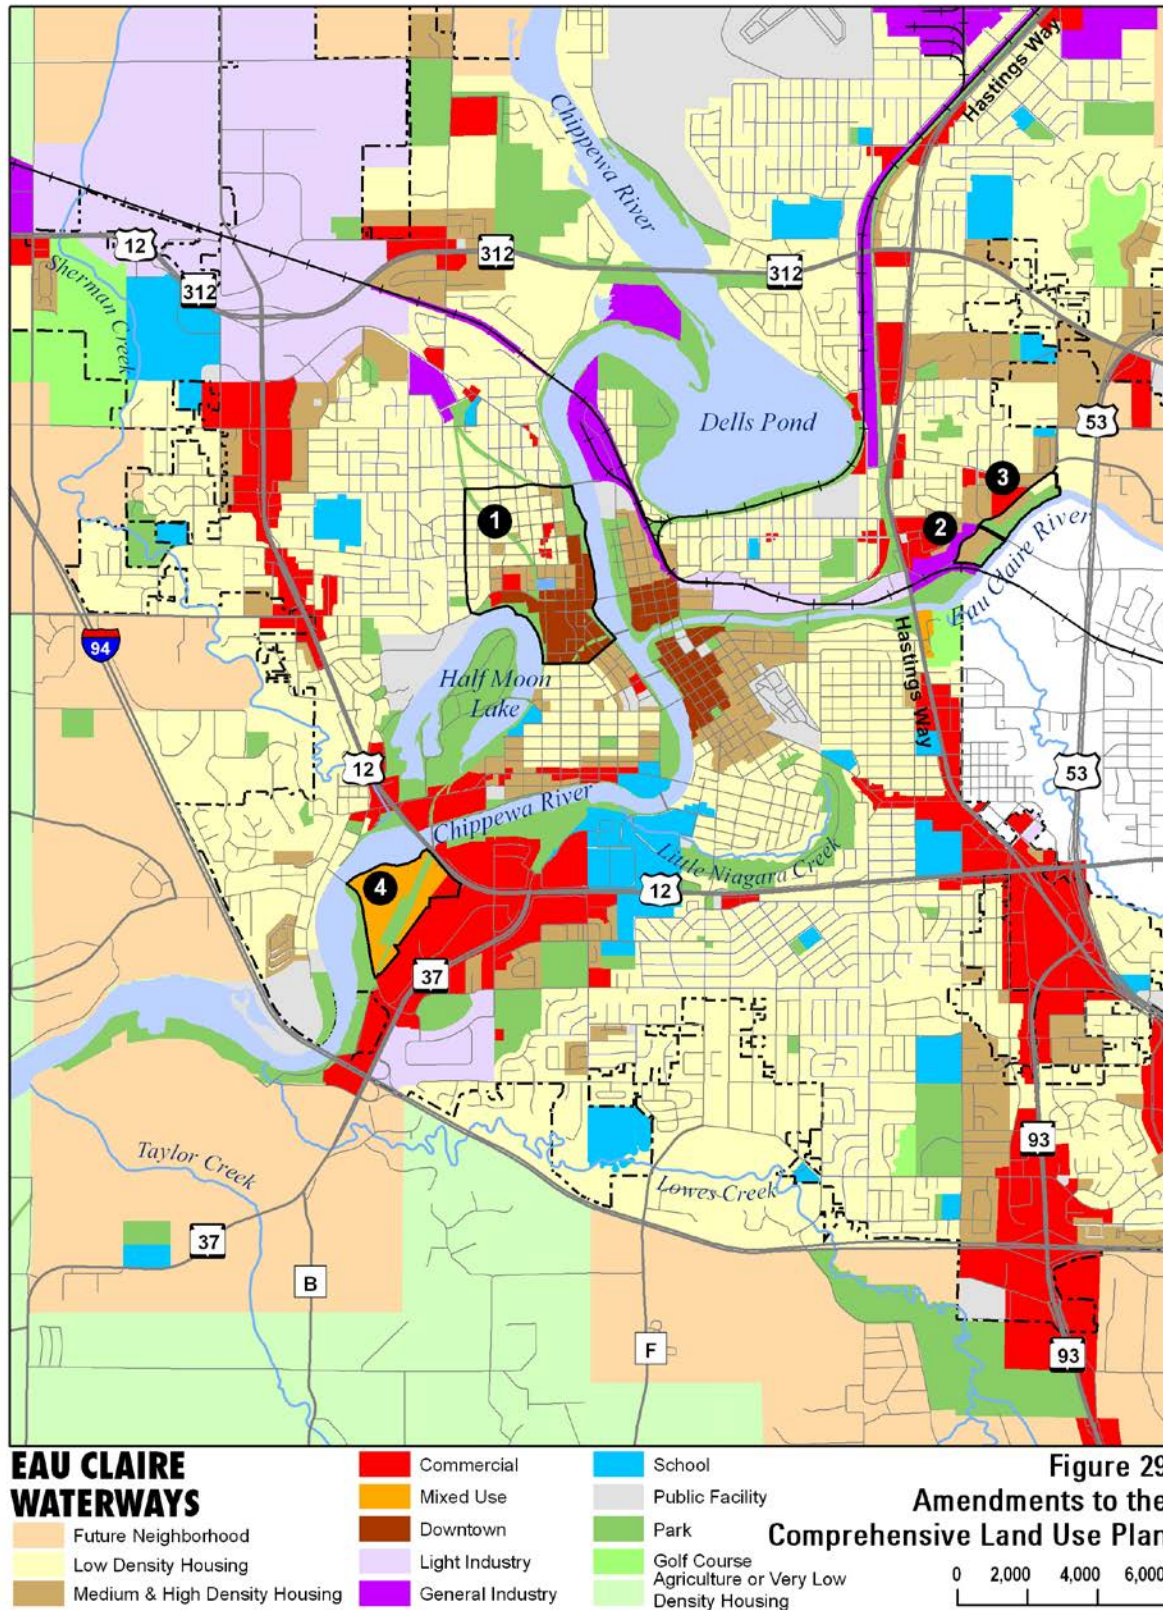 Hastings Way
Chippewa River
12
312
312
312
Sherman Creek
53
Dells Pond
1
3
2
Eau Claire River
94
Hastings Way
Half Moon
Lake
12
53
Chippewa River
Little Niagara Creek
4
12
37
93
Taylor Creek
Lowes Creek
37
B
F
93
EAU CLAIRE
WATERWAYS
Future Neighborhood
Low Density Housing
Medium & High Density Housing
Commercial
Mixed Use
Downtown
Light Industry
General Industry
School
Public Facility
Park
Golf Course
Agriculture or Very Low
Density Housing
Figure 29
Amendments to the
Comprehensive Land Use Plan
0 2,000 4,000 6,000